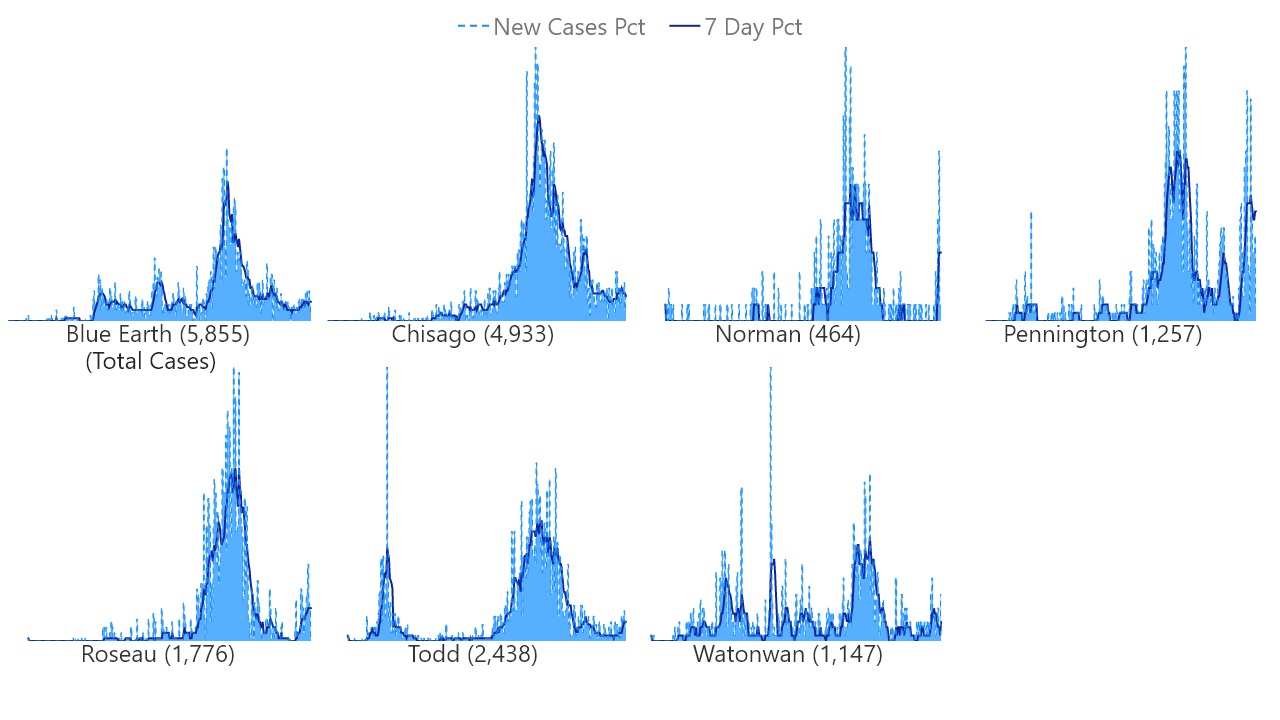 New Cases Pct 7 Day Pct
Blue Earth (5,855)
(Total Cases)
Chisago (4,933)
Norman (464)
Pennington (1,257)
Roseau (1,776)
Todd (2,438)
Watonwan (1,147)